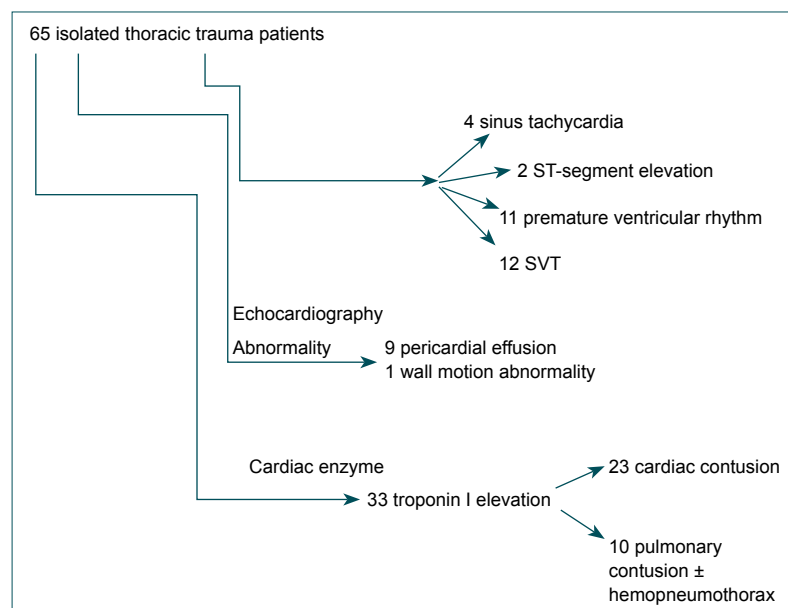 65 isolated thoracic trauma patients
4 sinus tachycardia
2 ST-segment elevation
11 premature ventricular rhythm
12 SVT
Echocardiography
Abnormality
9 pericardial effusion
1 wall motion abnormality
Cardiac enzyme
33 troponin I elevation
23 cardiac contusion
10 pulmonary
contusion ±
hemopneumothorax